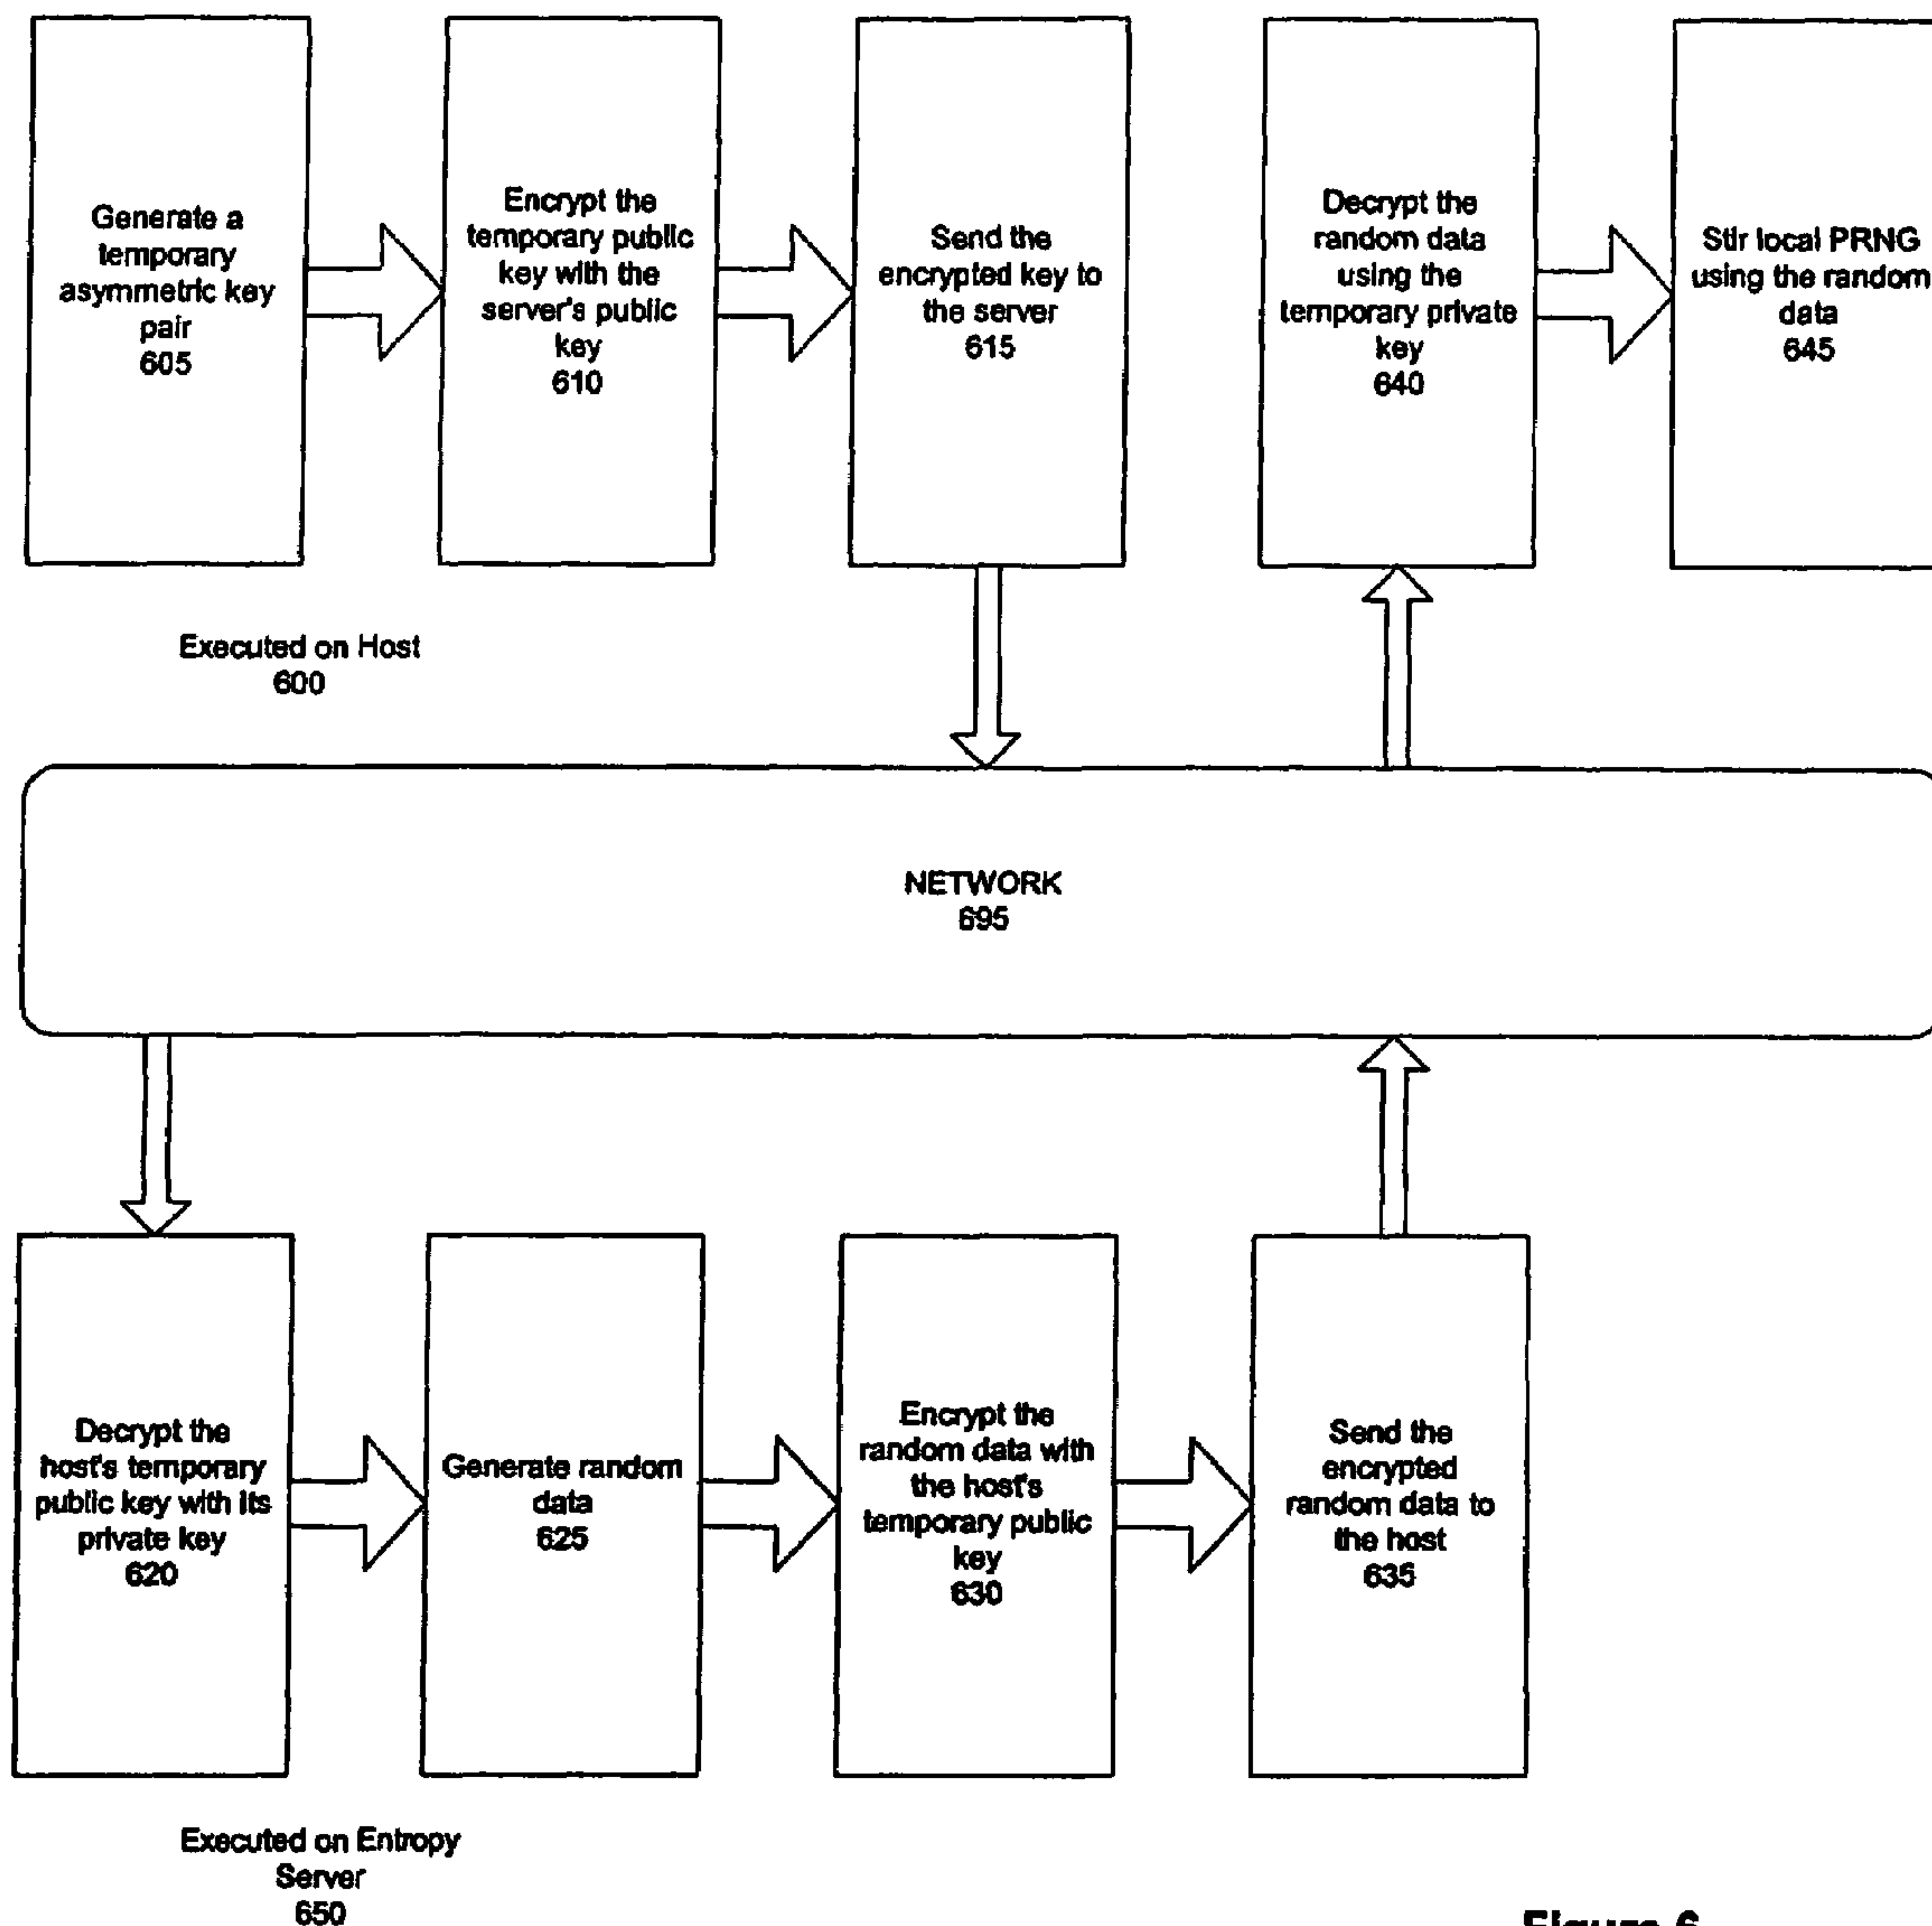 Generate a
temporary
asymmetric key
pair
605
Encrypt the
temporary public
key with the
server's public
key
610
Send the
encrypted key to
the server
615
Decrypt the
random data
using the
temporary private
key
640
Stir local PRNG
using the random
data
645
Executed on Host
600
NETWORK
695
Decrypt the
host's temporary
public key with its
private key
620
Generate random
data
625
Encrypt the
random data with
the host's
temporary public
key
630
Send the
encrypted
random data to
the host
635
Executed on Entropy
Server
650
Figure 6